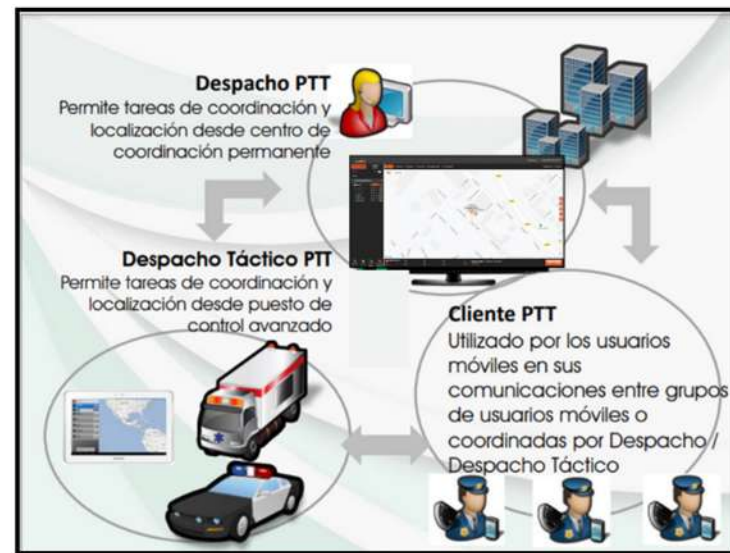 Despacho PTT
Permite tareas de coordinación y
localización desde centro de
coordinación permanente
Despacho Táctico PTT
Permite tareas de coordinación y
localización desde puesto de
control avanzado
Cliente PTT
Utilizado por los usuarios
móviles en sus
comunicaciones entre grupos
de usuarios móviles o
coordinadas por Despacho /
Despacho Táctico